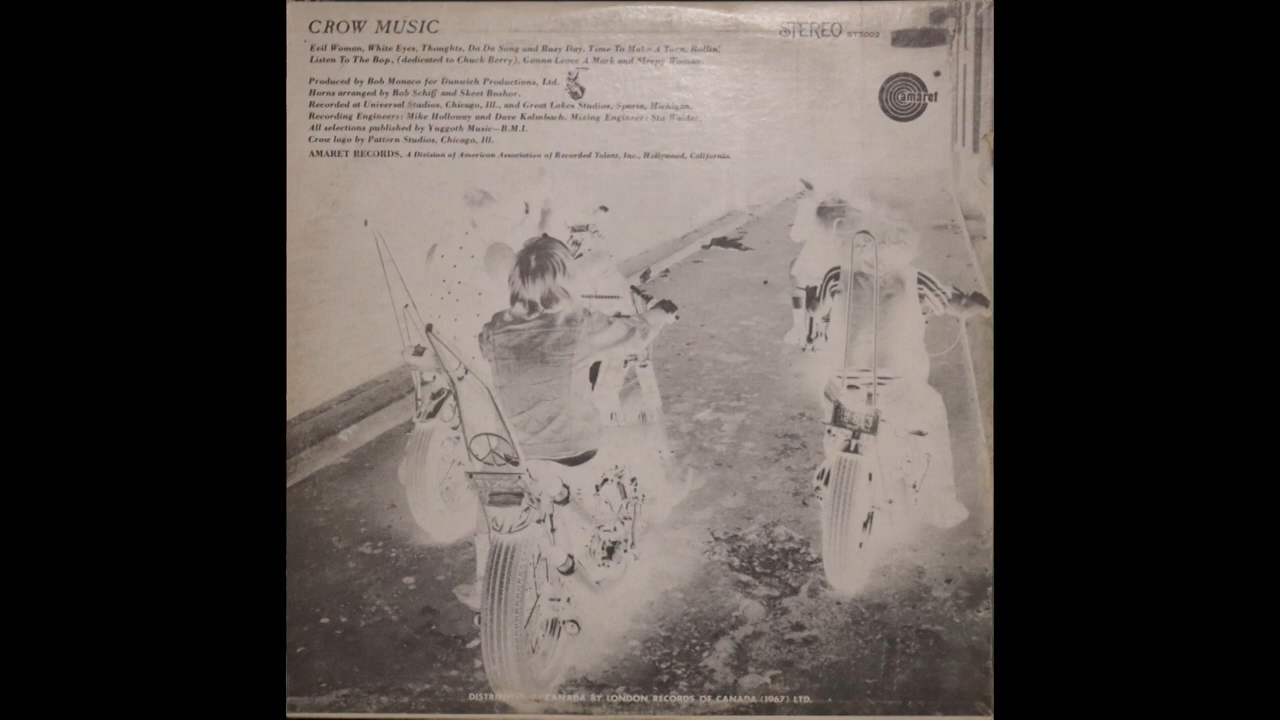 CROW MUSIC
STEREO ST5002
Evil Woman, White Eyes, Thoughts, Da Da Song and Busy Day. Time To Make A Turn, Rollin',
Listen To The Bop, (dedicated to Chuck Berry), Gonna Leave A Mark and Sleepy Woman.
amaret
Produced by Bob Monaco for Dunwich Productions, Ltd.
Horns arranged by Bob Schiff and Skeet Bushor.
Recorded at Universal Studios, Chicago, Ill., and Great Lakes Studios, Sparta, Michigan.
Recording Engineers: Mike Holloway and Dave Kalmbach. Mixing Engineer: Stu Walder.
All selections published by Yuggoth Music—B.M.I.
Crow logo by Pattern Studios, Chicago, Ill.
AMARET RECORDS, A Division of American Association of Recorded Talent, Inc., Hollywood, California.
CANADA BY LONDON RECORDS OF CANADA (1967) LTD.